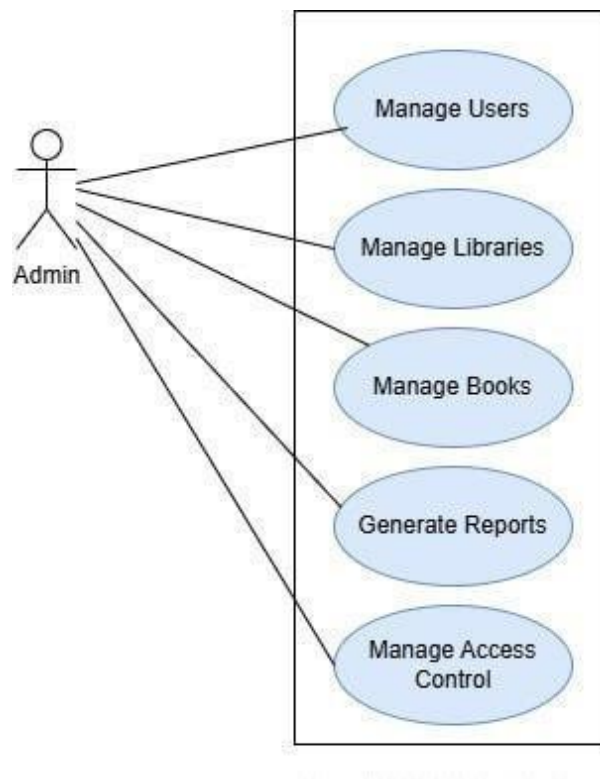 Manage Users
Admin
Manage Libraries
Manage Books
Generate Reports
Manage Access
Control